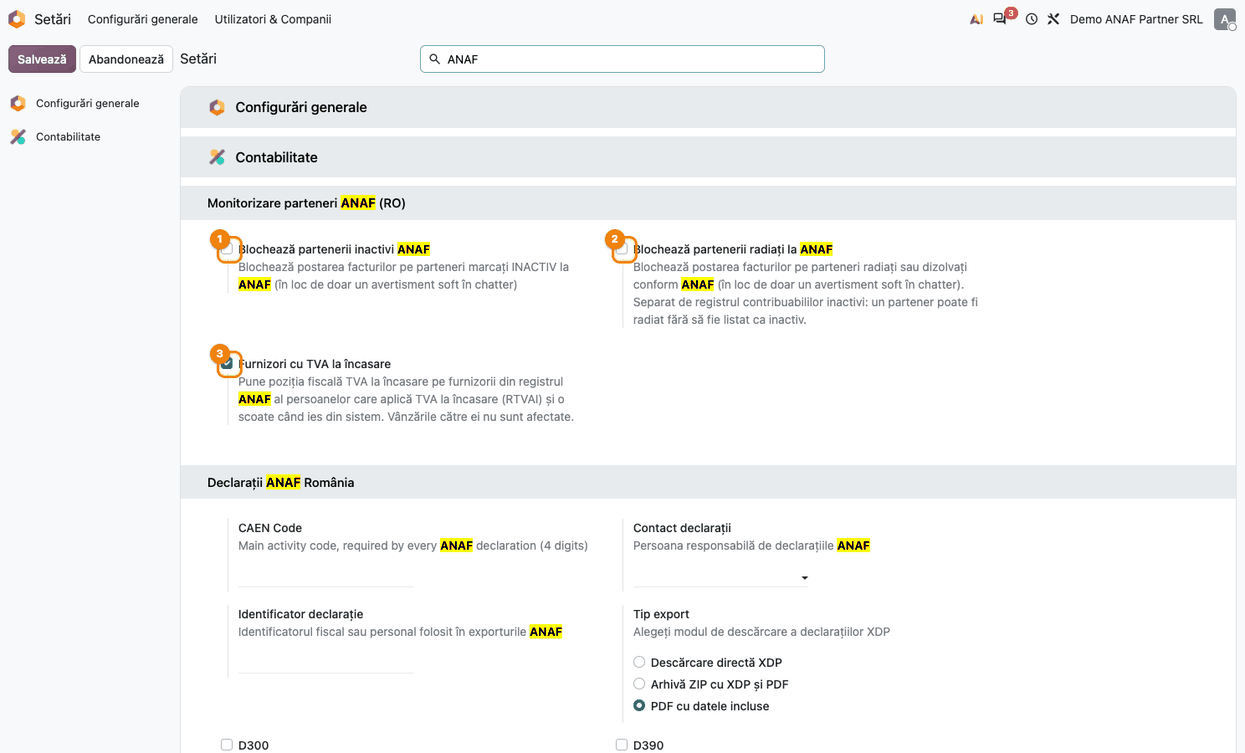 Setări Configurări generale Utilizatori & Companii 3 Demo ANAF Partner SRL A
Salvează Abandonează Setări ANAF
Configurări generale
Contabilitate
Configurări generale
Contabilitate
Monitorizare parteneri ANAF (RO)
1
Blochează partenerii inactivi ANAF
Blochează postarea facturilor pe parteneri marcați INACTIV la
ANAF (în loc de doar un avertisment soft în chatter)
2
Blochează partenerii radiați la ANAF
Blochează postarea facturilor pe parteneri radiați sau dizolvați
conform ANAF (în loc de doar un avertisment soft în chatter).
Separat de registrul contribuabililor inactivi: un partener poate fi
radiat fără să fie listat ca inactiv.
3
Furnizori cu TVA la încasare
Pune poziția fiscală TVA la încasare pe furnizorii din registrul
ANAF al persoanelor care aplică TVA la încasare (RTVAI) și o
scoate când ies din sistem. Vânzările către ei nu sunt afectate.
Declarații ANAF România
CAEN Code
Main activity code, required by every ANAF declaration (4 digits)
Contact declarații
Persoana responsabilă de declarațiile ANAF
Identificator declarație
Identificatorul fiscal sau personal folosit în exporturile ANAF
Tip export
Alegeți modul de descărcare a declarațiilor XDP
Descărcare directă XDP
Arhivă ZIP cu XDP și PDF
PDF cu datele incluse
D300
D390